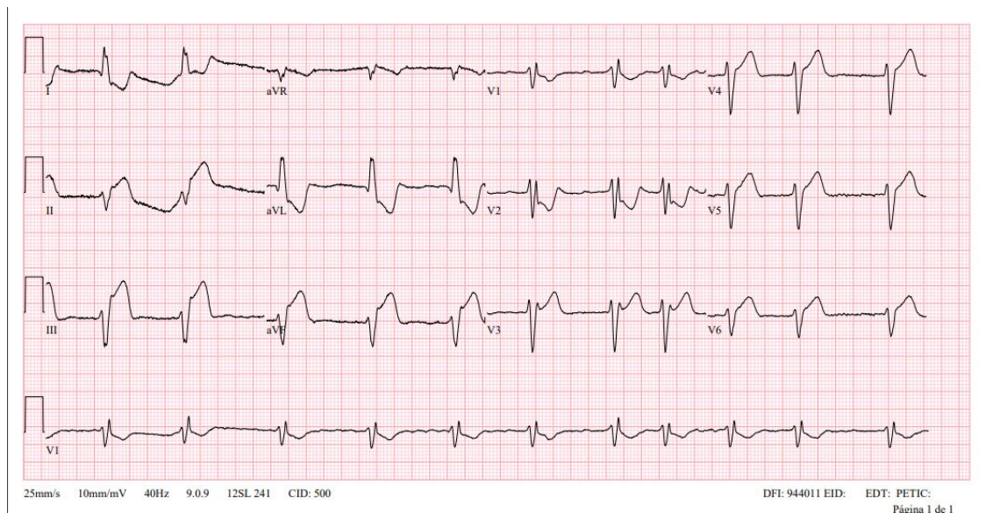 I aVR V1 V4
II aVL V2 V5
III aVF V3 V6
V1
25mm/s 10mm/mV 40Hz 9.0.9 12SL 241 CID: 500 DFI: 944011 EID: EDT: PETIC:
Página 1 de 1